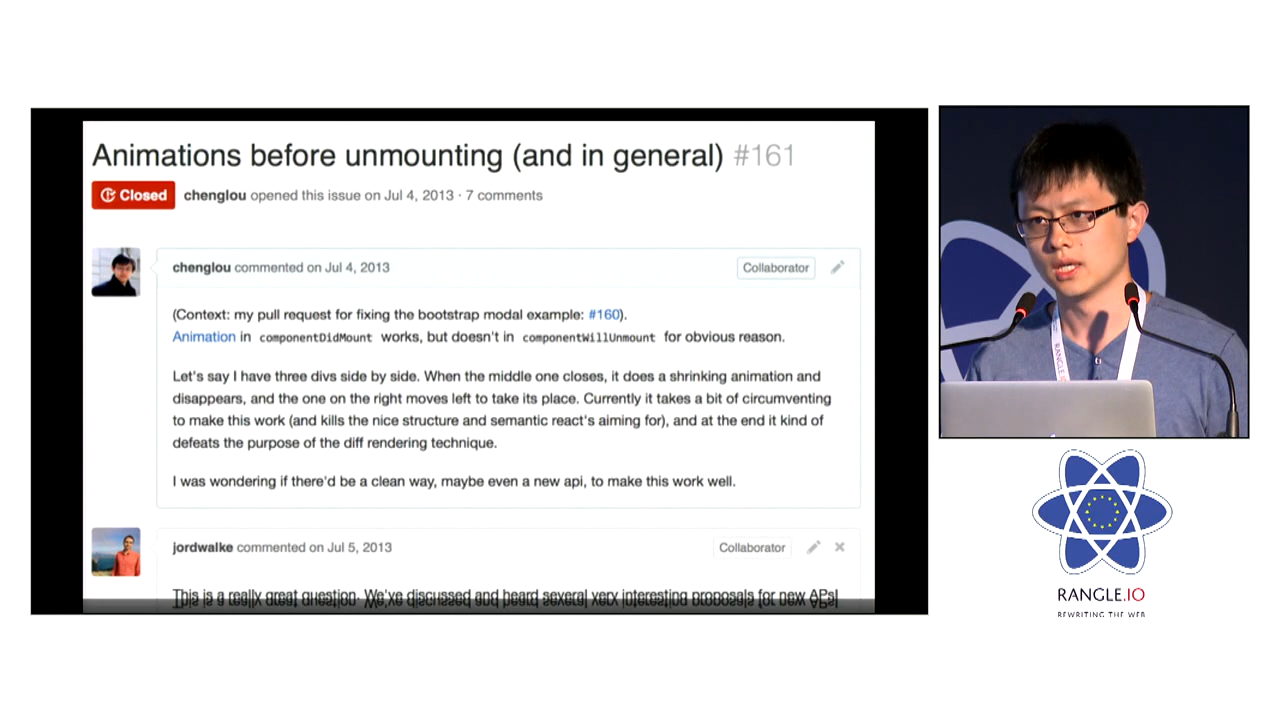 Animations before unmounting (and in general) #161
Closed chenglou opened this issue on Jul 4, 2013 · 7 comments
chenglou commented on Jul 4, 2013 Collaborator
(Context: my pull request for fixing the bootstrap modal example: #160).
Animation in componentDidMount works, but doesn't in componentWillUnmount for obvious reason.
Let's say I have three divs side by side. When the middle one closes, it does a shrinking animation and
disappears, and the one on the right moves left to take its place. Currently it takes a bit of circumventing
to make this work (and kills the nice structure and semantic react's aiming for), and at the end it kind of
defeats the purpose of the diff rendering technique.
I was wondering if there'd be a clean way, maybe even a new api, to make this work well.
jordwalke commented on Jul 5, 2013 Collaborator
This is a really great question. We've discussed and heard several very interesting proposals for new APs!
RANGLE
RANGLE.IO
REWRITING THE WEB